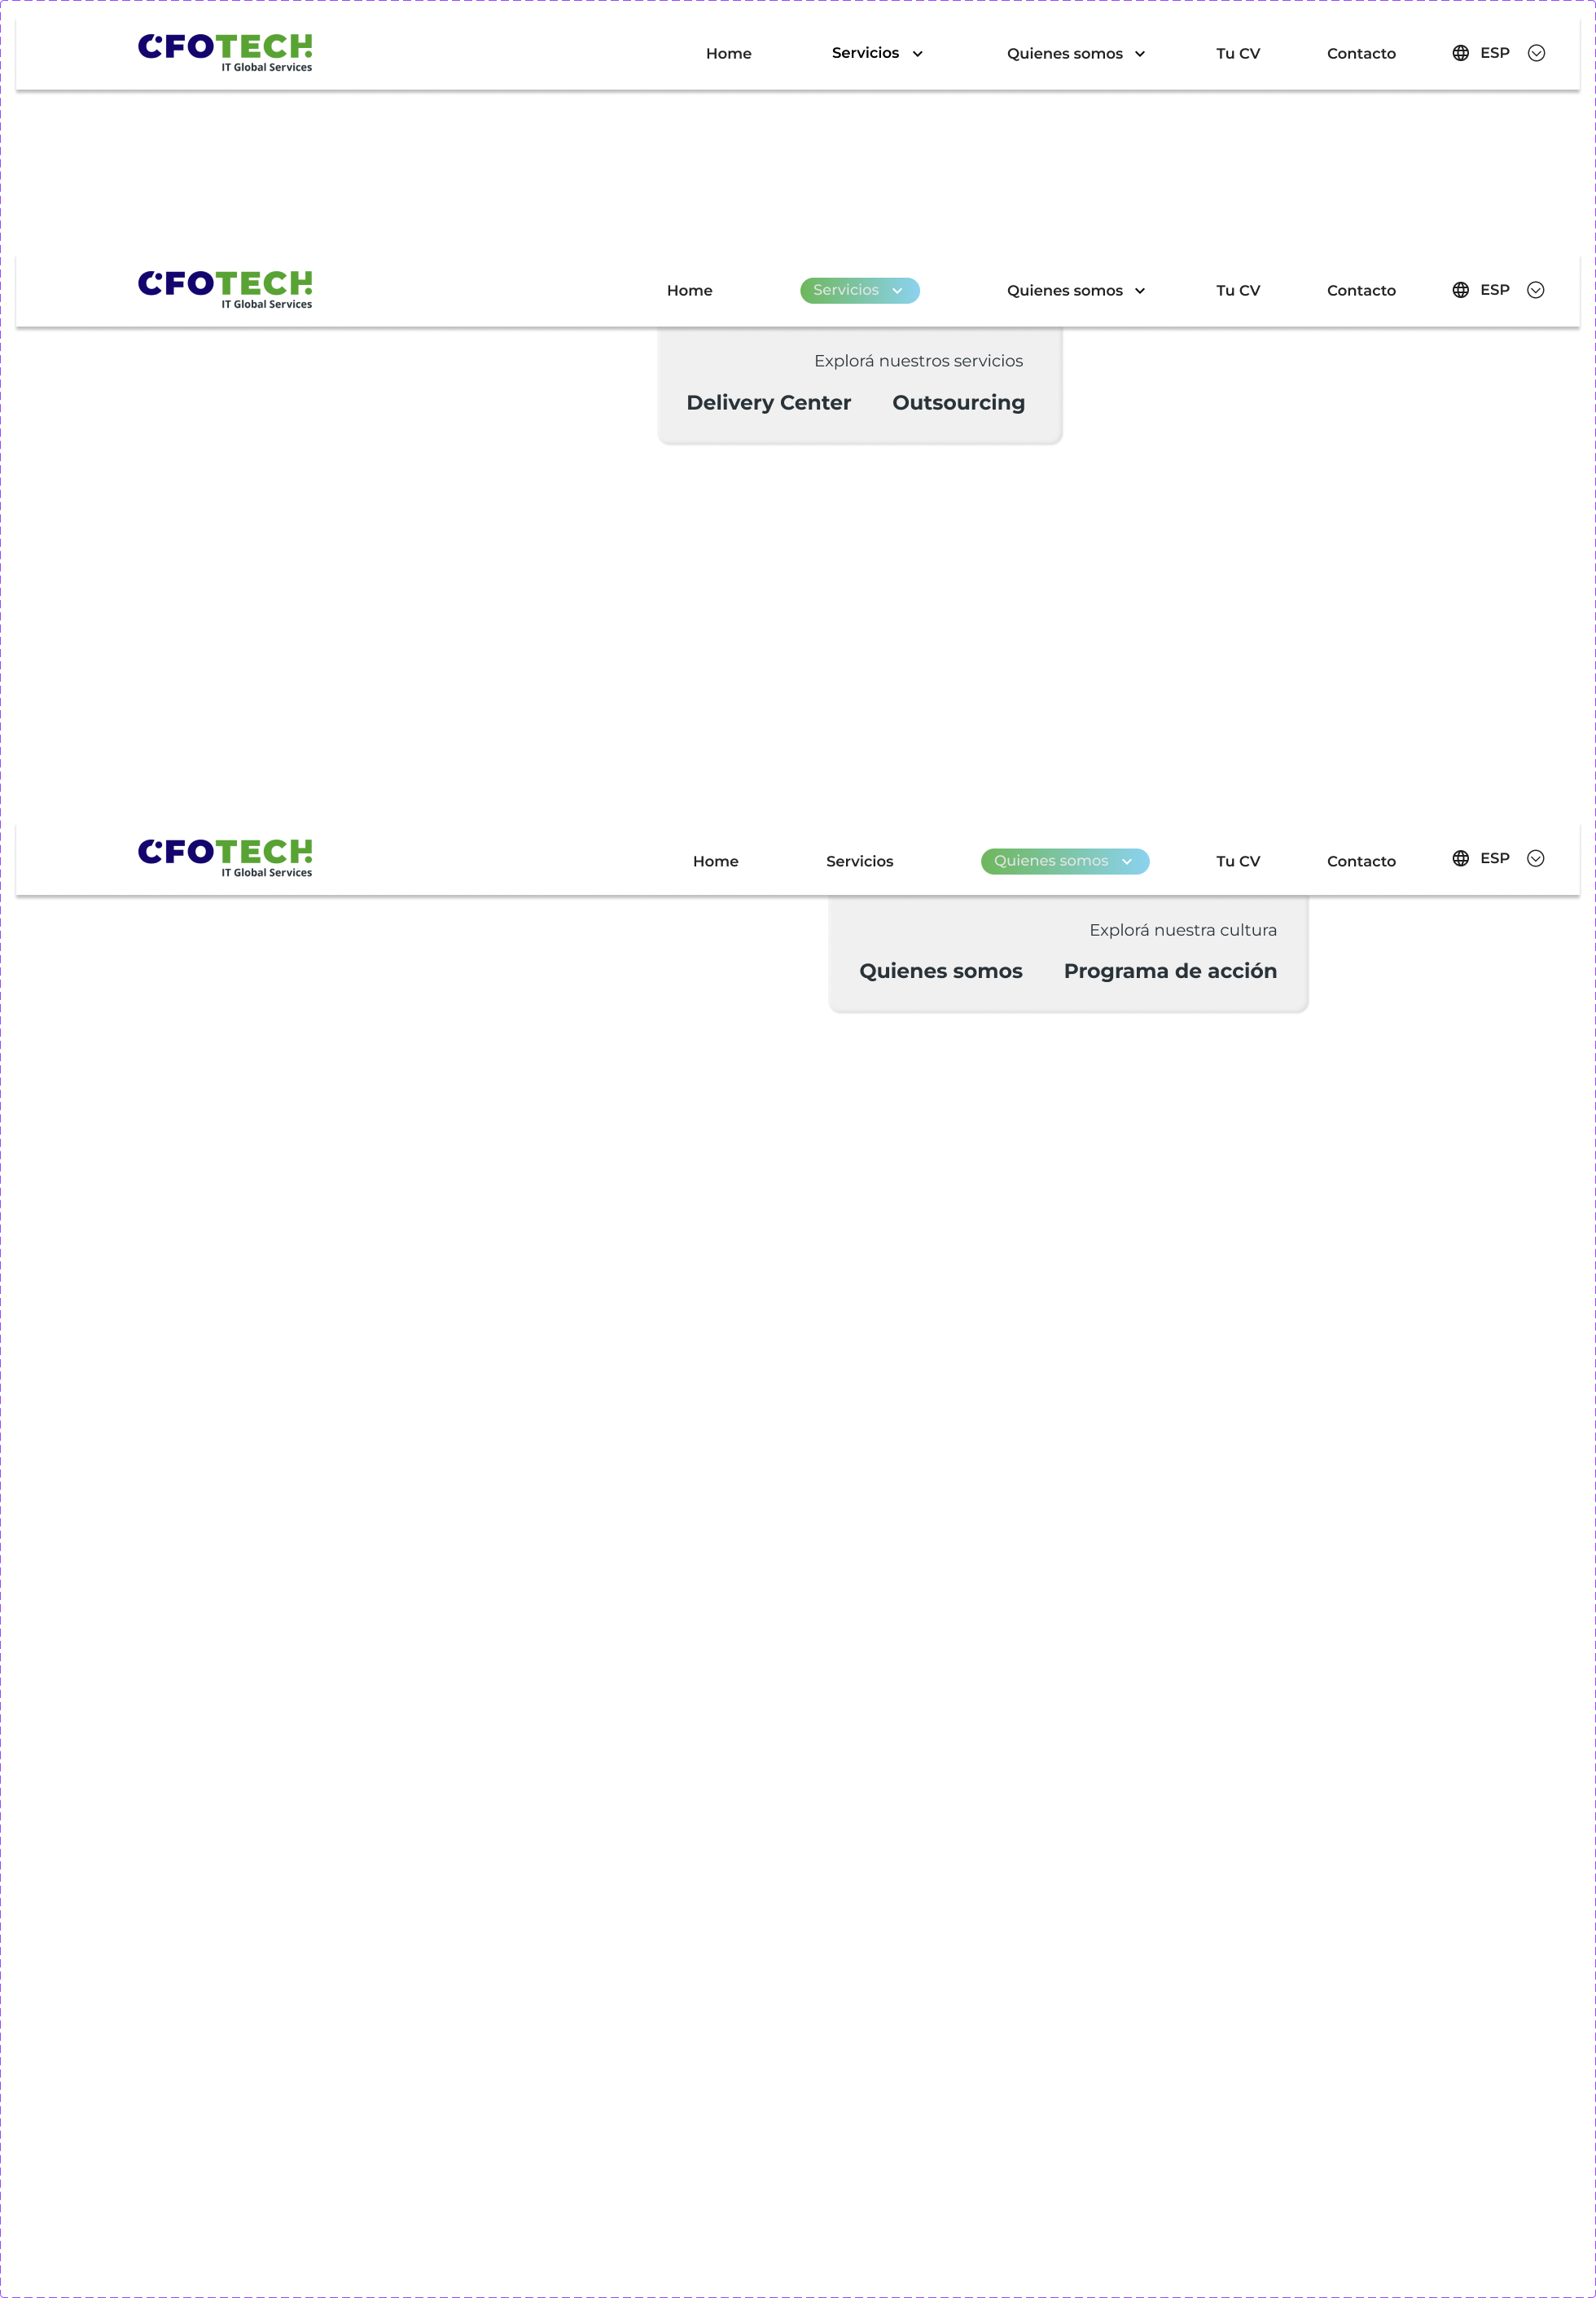 CFOTECH Home Servicios Quienes somos Tu CV Contacto ESP
IT Global Services
CFOTECH Home Servicios Quienes somos Tu CV Contacto ESP
IT Global Services
Explorá nuestros servicios
Delivery Center Outsourcing
CFOTECH Home Servicios Quienes somos Tu CV Contacto ESP
IT Global Services
Explorá nuestra cultura
Quienes somos Programa de acción